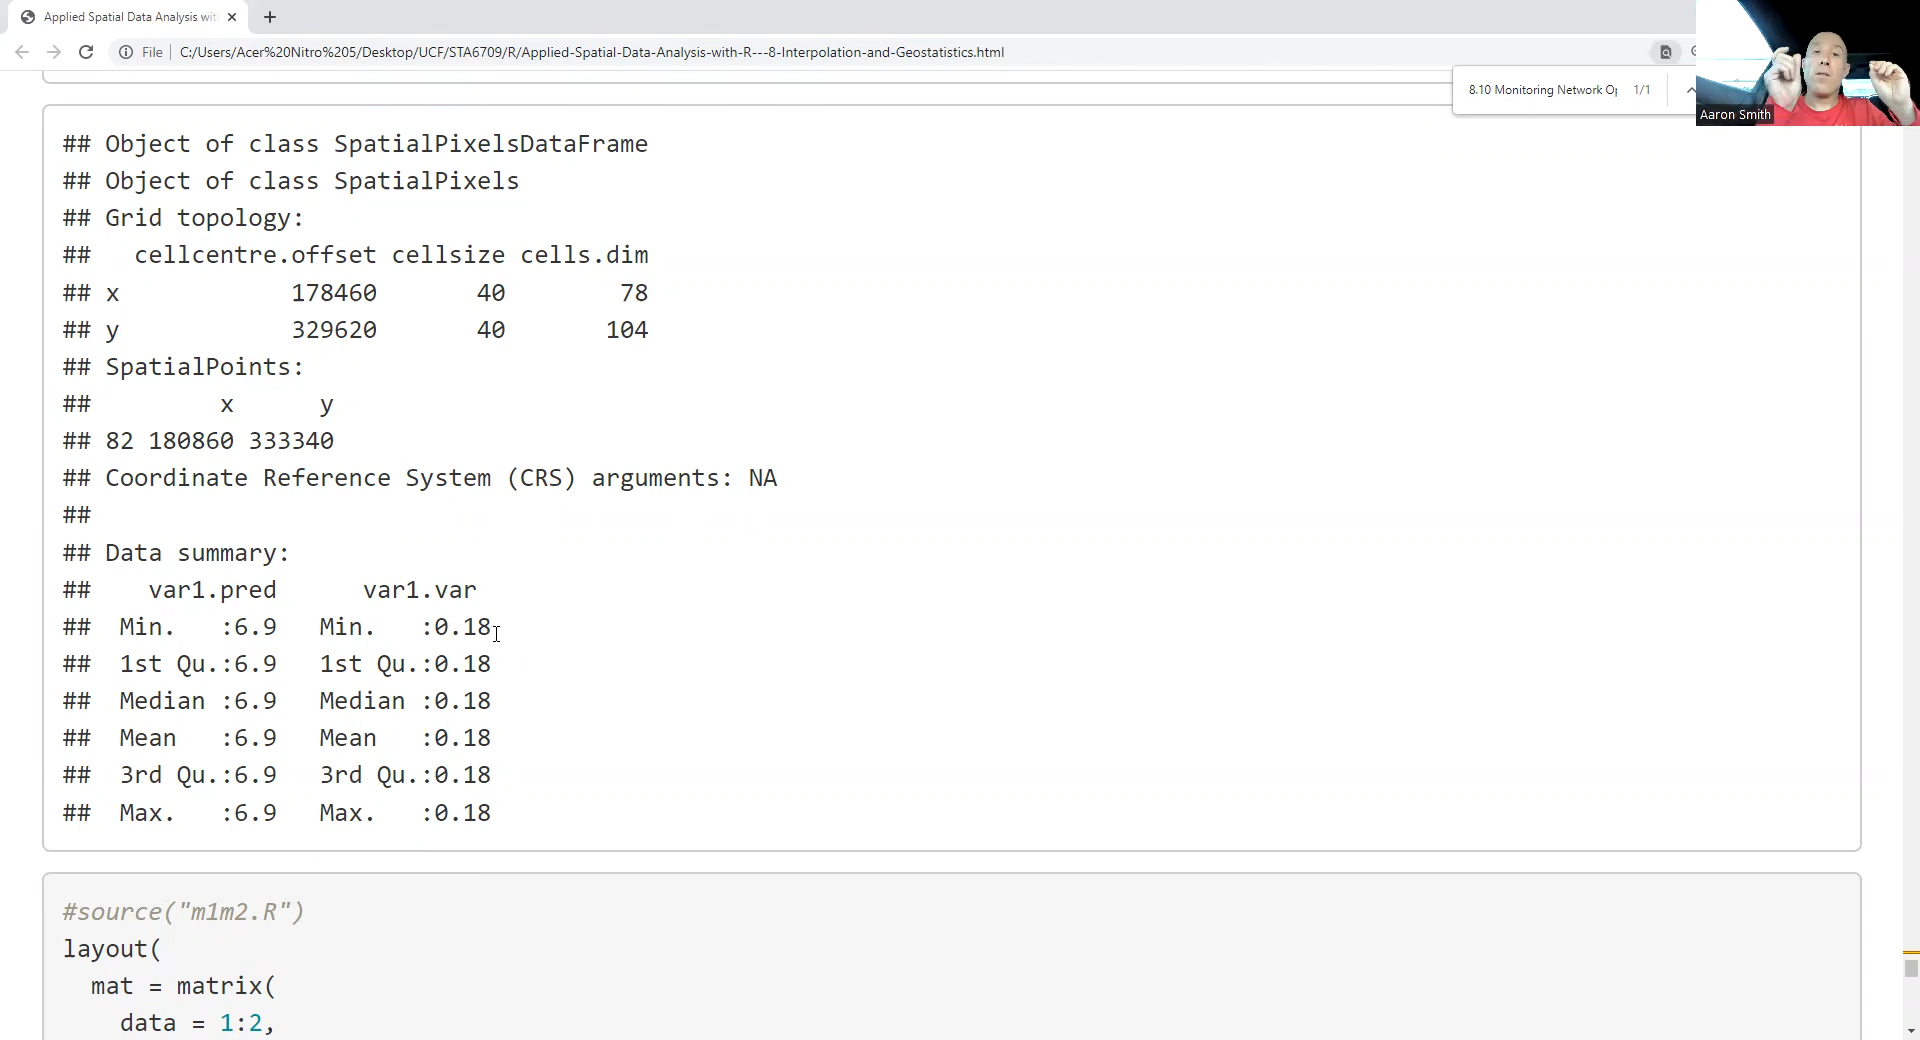 Applied Spatial Data Analysis wit
File
C:/Users/Acer%20Nitro%205/Desktop/UCF/STA6709/R/Applied-Spatial-Data-Analysis-with-R---8-Interpolation-and-Geostatistics.html
8.10 Monitoring Network Op 1/1
Aaron Smith
## Object of class SpatialPixelsDataFrame
## Object of class SpatialPixels
## Grid topology:
##   cellcentre.offset cellsize cells.dim
## x            178460       40        78
## y            329620       40       104
## SpatialPoints:
##         x      y
## 82 180860 333340
## Coordinate Reference System (CRS) arguments: NA
##
## Data summary:
##    var1.pred      var1.var
##  Min.   :6.9   Min.   :0.18
##  1st Qu.:6.9   1st Qu.:0.18
##  Median :6.9   Median :0.18
##  Mean   :6.9   Mean   :0.18
##  3rd Qu.:6.9   3rd Qu.:0.18
##  Max.   :6.9   Max.   :0.18
#source("m1m2.R")
layout(
  mat = matrix(
    data = 1:2,